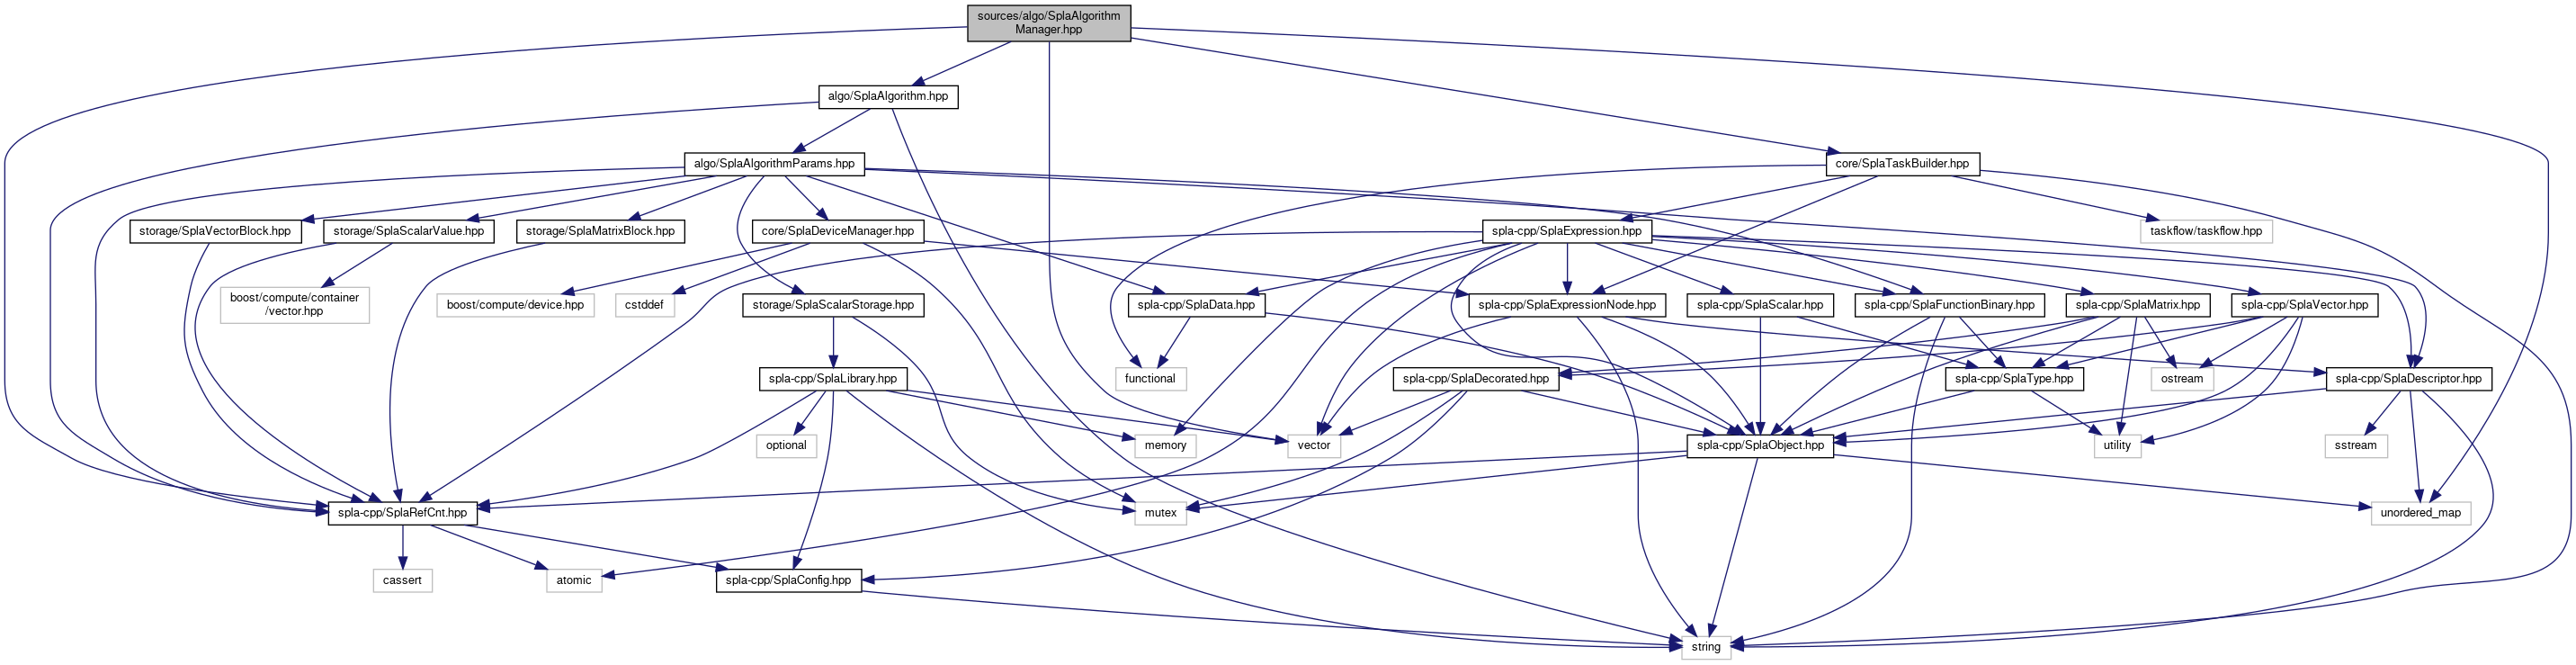 sources/algo/SplaAlgorithm
Manager.hpp
algo/SplaAlgorithm.hpp
algo/SplaAlgorithmParams.hpp
core/SplaTaskBuilder.hpp
storage/SplaVectorBlock.hpp
storage/SplaScalarValue.hpp
storage/SplaMatrixBlock.hpp
core/SplaDeviceManager.hpp
spla-cpp/SplaExpression.hpp
taskflow/taskflow.hpp
boost/compute/container
/vector.hpp
boost/compute/device.hpp
cstddef
storage/SplaScalarStorage.hpp
spla-cpp/SplaData.hpp
spla-cpp/SplaExpressionNode.hpp
spla-cpp/SplaScalar.hpp
spla-cpp/SplaFunctionBinary.hpp
spla-cpp/SplaMatrix.hpp
spla-cpp/SplaVector.hpp
spla-cpp/SplaLibrary.hpp
functional
spla-cpp/SplaDecorated.hpp
spla-cpp/SplaType.hpp
ostream
spla-cpp/SplaDescriptor.hpp
optional
memory
vector
spla-cpp/SplaObject.hpp
utility
sstream
spla-cpp/SplaRefCnt.hpp
mutex
unordered_map
cassert
atomic
spla-cpp/SplaConfig.hpp
string